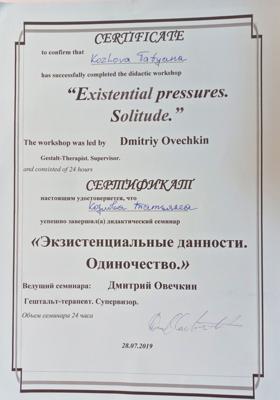 CERTIFICATE
to confirm that
Kozlova Tatyana
has successfully completed the didactic workshop
“Existential pressures.
Solitude.”
The workshop was led by Dmitriy Ovechkin
Gestalt-Therapist. Supervisor.
and consisted of 24 hours
СЕРТИФИКАТ
настоящим удостоверяется, что
Козлова Татьяна
успешно завершил(а) дидактический семинар
«Экзистенциальные данности.
Одиночество.»
Ведущий семинара: Дмитрий Овечкин
Гештальт-терапевт. Супервизор.
Объем семинара 24 часа
28.07.2019